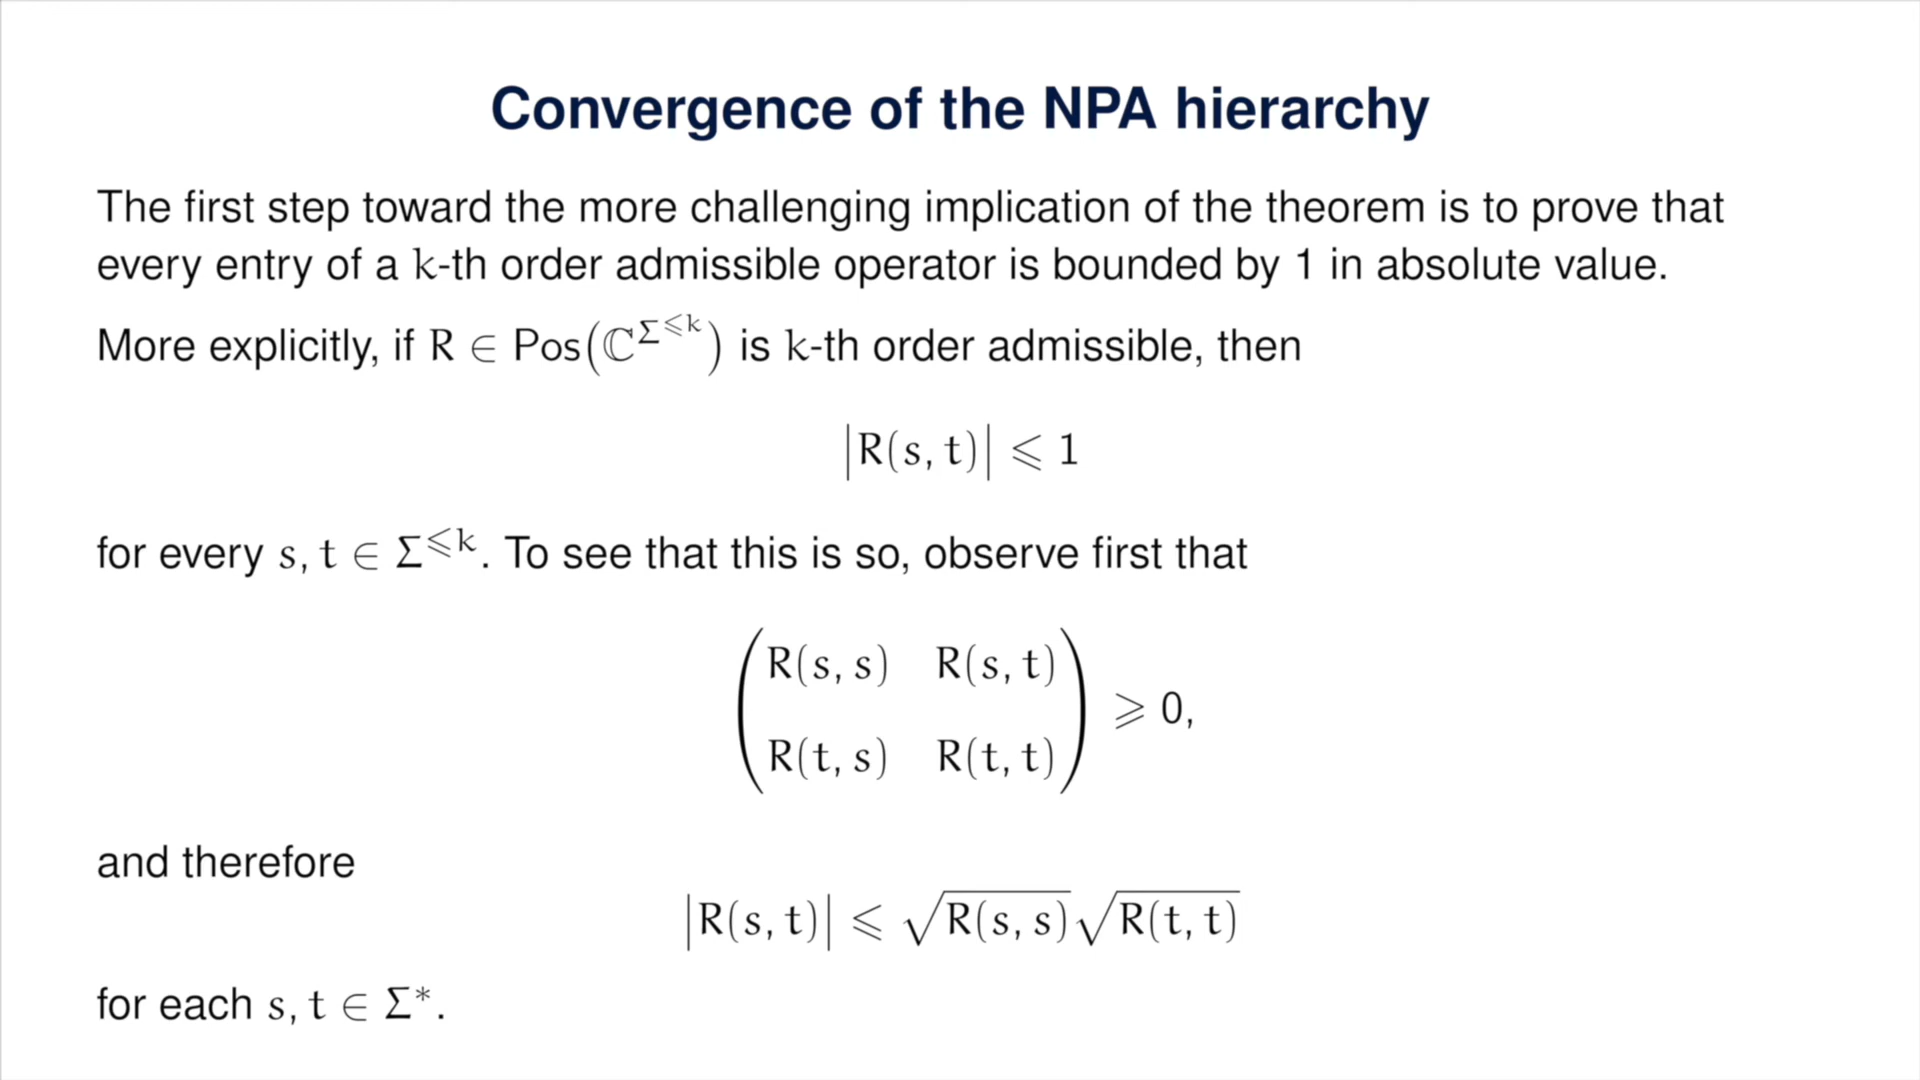 Convergence of the NPA hierarchy
The first step toward the more challenging implication of the theorem is to prove that
every entry of a k-th order admissible operator is bounded by 1 in absolute value.
More explicitly, if R ∈ Pos(ℂ^{Σ^{⩽k}}) is k-th order admissible, then
|R(s, t)| ⩽ 1
for every s, t ∈ Σ^{⩽k}. To see that this is so, observe first that
( R(s, s) R(s, t)
R(t, s) R(t, t) ) ⩾ 0,
and therefore
|R(s, t)| ⩽ √R(s, s) √R(t, t)
for each s, t ∈ Σ*.